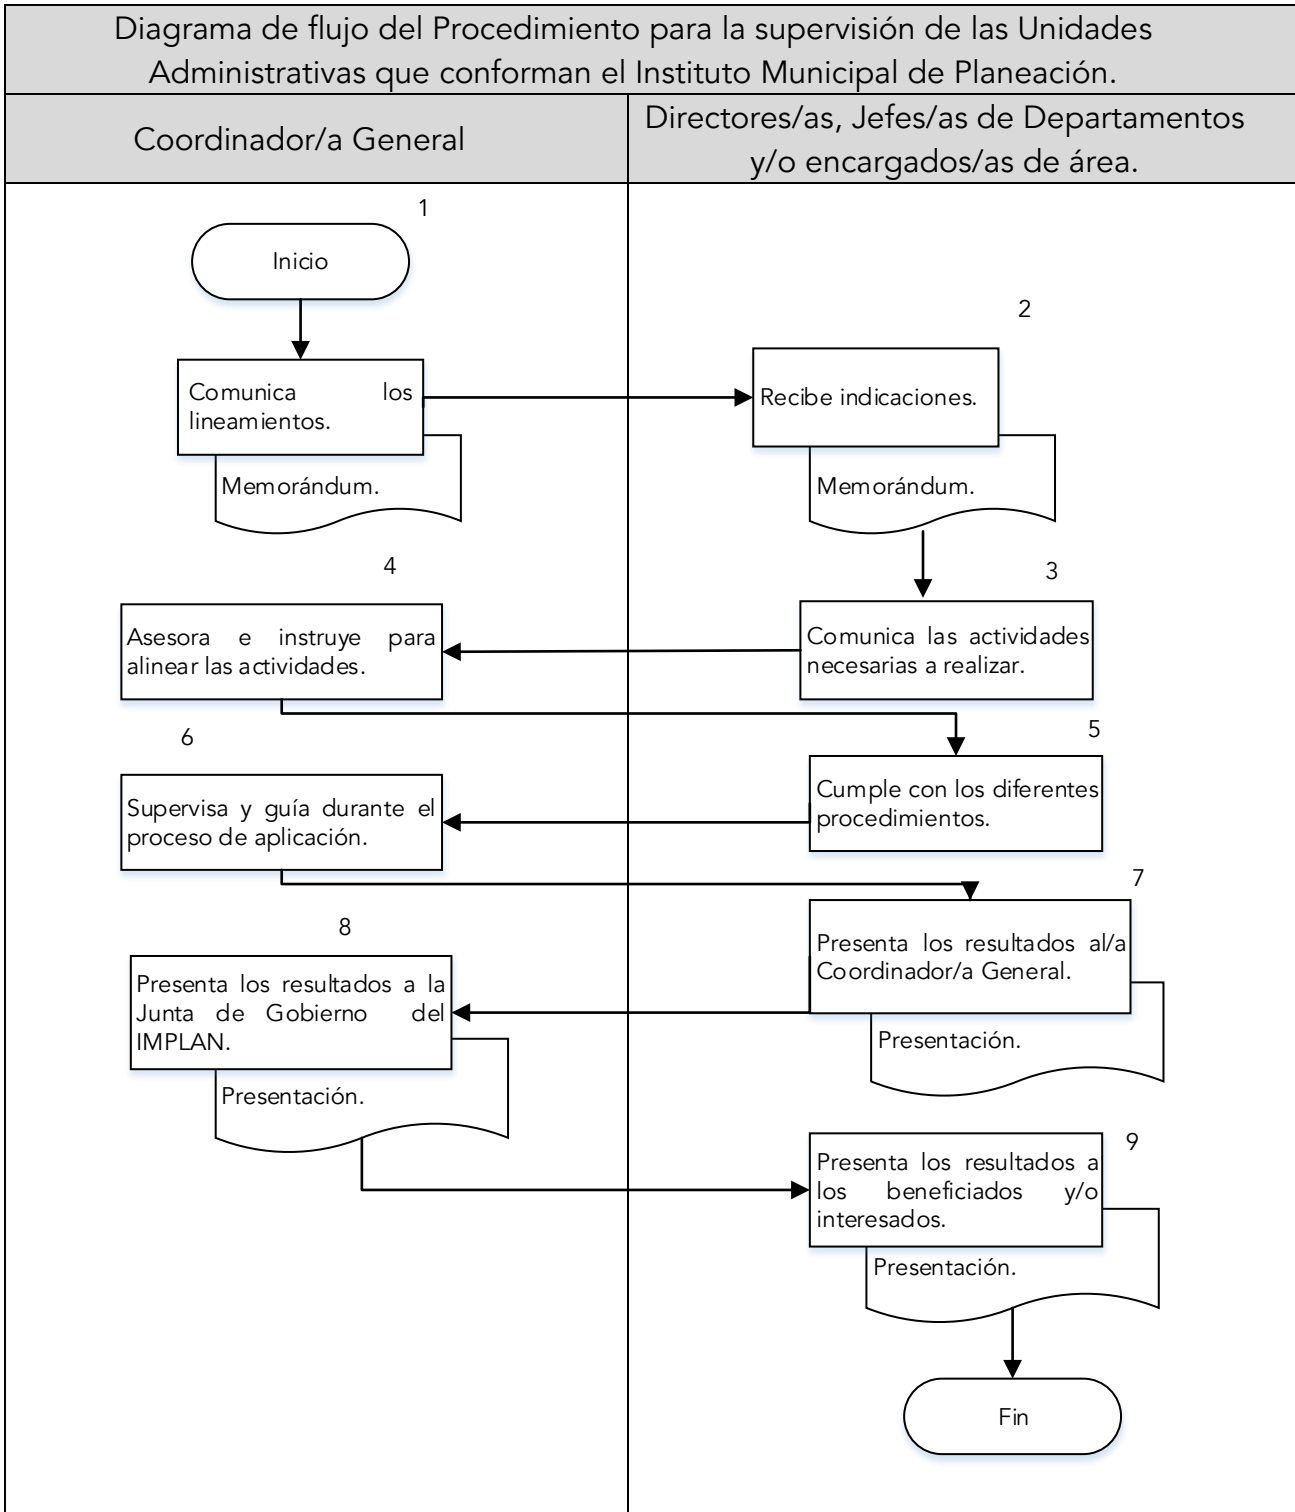 Diagrama de flujo del Procedimiento para la supervisión de las Unidades
Administrativas que conforman el Instituto Municipal de Planeación.
Coordinador/a General
Directores/as, Jefes/as de Departamentos
y/o encargados/as de área.
1
Inicio
Comunica los
lineamientos.
Memorándum.
2
Recibe indicaciones.
Memorándum.
3
Comunica las actividades
necesarias a realizar.
4
Asesora e instruye para
alinear las actividades.
5
Cumple con los diferentes
procedimientos.
6
Supervisa y guía durante el
proceso de aplicación.
7
Presenta los resultados al/a
Coordinador/a General.
Presentación.
8
Presenta los resultados a la
Junta de Gobierno del
IMPLAN.
Presentación.
9
Presenta los resultados a
los beneficiados y/o
interesados.
Presentación.
Fin